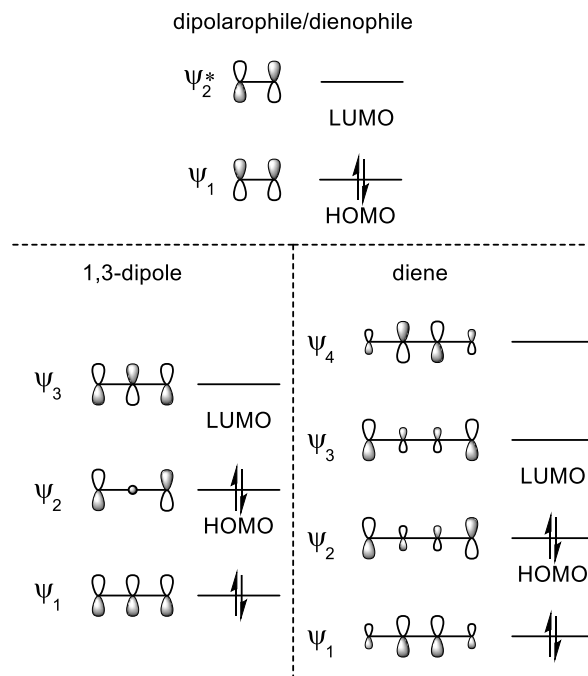 dipolarophile/dienophile
Ψ2*
LUMO
Ψ1
HOMO
1,3-dipole
Ψ3
LUMO
Ψ2
HOMO
Ψ1
diene
Ψ4
Ψ3
LUMO
Ψ2
HOMO
Ψ1